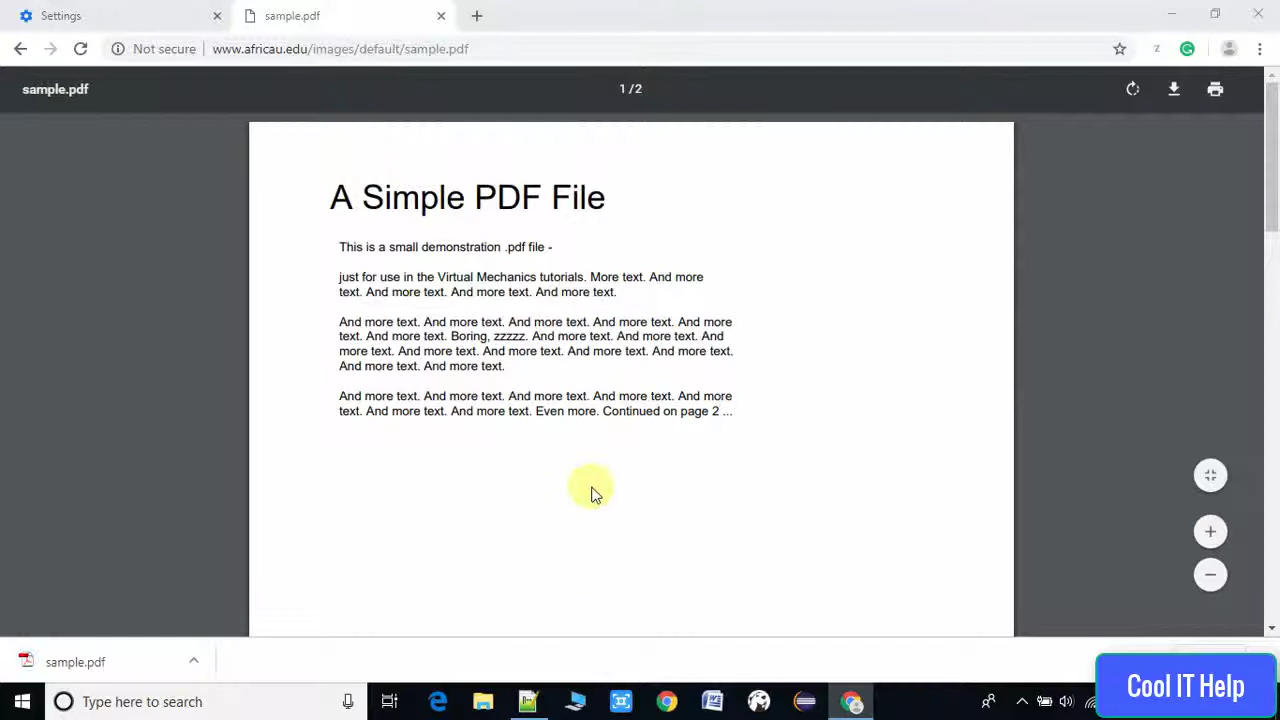 Settings
sample.pdf
Not secure
www.africau.edu/images/default/sample.pdf
z
sample.pdf
1 / 2
A Simple PDF File
This is a small demonstration .pdf file -
just for use in the Virtual Mechanics tutorials. More text. And more
text. And more text. And more text. And more text.
And more text. And more text. And more text. And more text. And more
text. And more text. Boring, zzzzz. And more text. And more text. And
more text. And more text. And more text. And more text. And more text.
And more text. And more text.
And more text. And more text. And more text. And more text. And more
text. And more text. And more text. Even more. Continued on page 2 ...
sample.pdf
Type here to search
Cool IT Help